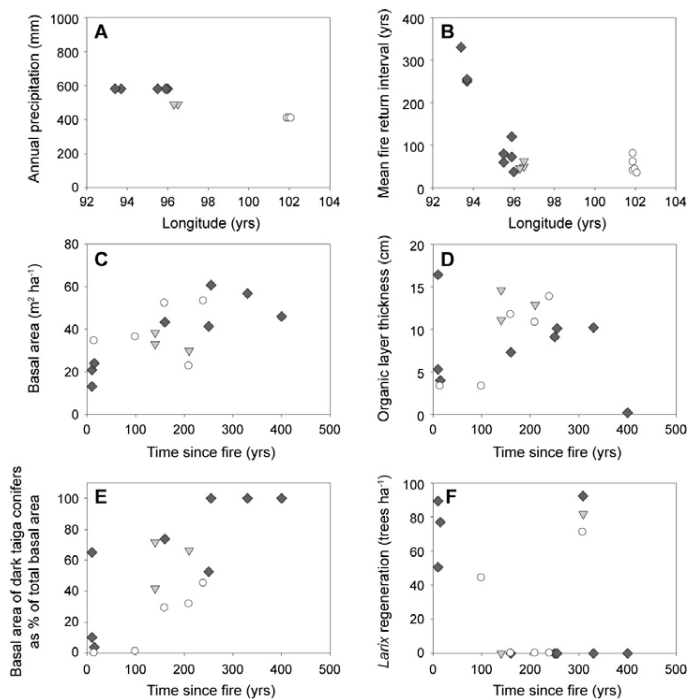 A
Annual precipitation (mm)
1000
800
600
400
200
0
92 94 96 98 100 102 104
Longitude (yrs)
B
Mean fire return interval (yrs)
400
300
200
100
0
92 94 96 98 100 102 104
Longitude (yrs)
C
Basal area (m² ha⁻¹)
80
60
40
20
0
0 100 200 300 400 500
Time since fire (yrs)
D
Organic layer thickness (cm)
20
15
10
5
0
0 100 200 300 400 500
Time since fire (yrs)
E
Basal area of dark taiga conifers
as % of total basal area
100
80
60
40
20
0
0 100 200 300 400 500
Time since fire (yrs)
F
Larix regeneration (trees ha⁻¹)
100
80
60
40
20
0
0 100 200 300 400 500
Time since fire (yrs)